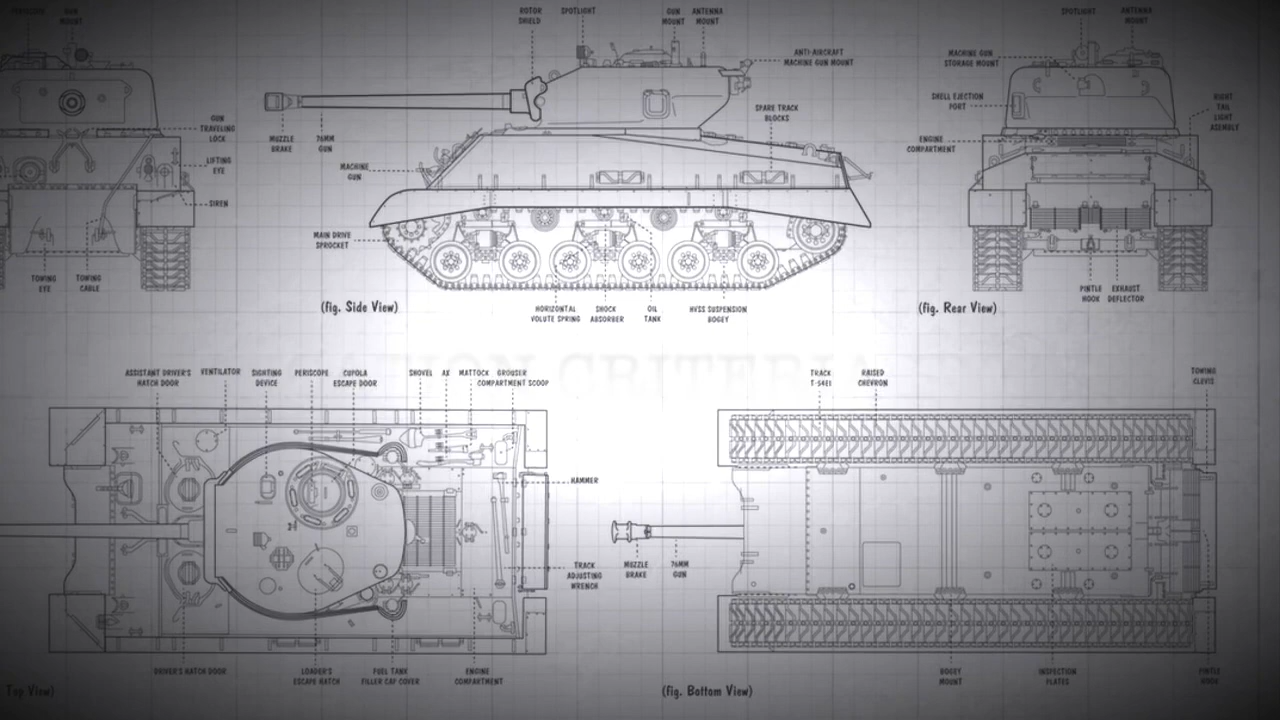 PERISCOPE
GUN
MOUNT
ROTOR
SHIELD
SPOTLIGHT
GUN
MOUNT
ANTENNA
MOUNT
SPOTLIGHT
ANTENNA
MOUNT
ANTI-AIRCRAFT
MACHINE GUN MOUNT
MACHINE GUN
STORAGE MOUNT
SHELL EJECTION
PORT
RIGHT
TAIL
LIGHT
ASEMBLY
SPARE TRACK
BLOCKS
GUN
TRAVELING
LOCK
MUZZLE
BRAKE
76MM
GUN
ENGINE
COMPARTMENT
LIFTING
EYE
MACHINE
GUN
SIREN
MAIN DRIVE
SPROCKET
TOWING
EYE
TOWING
CABLE
PINTLE
HOOK
EXHAUST
DEFLECTOR
(fig. Side View)
HORIZONTAL
VOLUTE SPRING
SHOCK
ABSORBER
OIL
TANK
HVSS SUSPENSION
BOGEY
(fig. Rear View)
CRITERIA
ASSISTANT DRIVER'S
HATCH DOOR
VENTILATOR
SIGHTING
DEVICE
PERISCOPE
CUPOLA
ESCAPE DOOR
SHOVEL
AX
MATTOCK
GROUSER
COMPARTMENT SCOOP
TRACK
T-54E1
RAISED
CHEVRON
TOWING
CLEVIS
HAMMER
TRACK
ADJUSTING
WRENCH
MUZZLE
BRAKE
76MM
GUN
DRIVER'S HATCH DOOR
LOADER'S
ESCAPE HATCH
FUEL TANK
FILLER CAP COVER
ENGINE
COMPARTMENT
BOGEY
MOUNT
INSPECTION
PLATES
PINTLE
HOOK
Top View)
(fig. Bottom View)